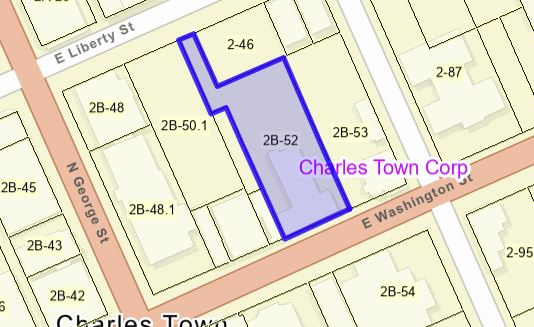 E Liberty St
2-46
2-87
2B-48
2B-50.1
2B-52
2B-53
Charles Town Corp
2B-45
N George St
2B-48.1
E Washington St
2B-43
2-95
2B-42
2B-54
Charles Town